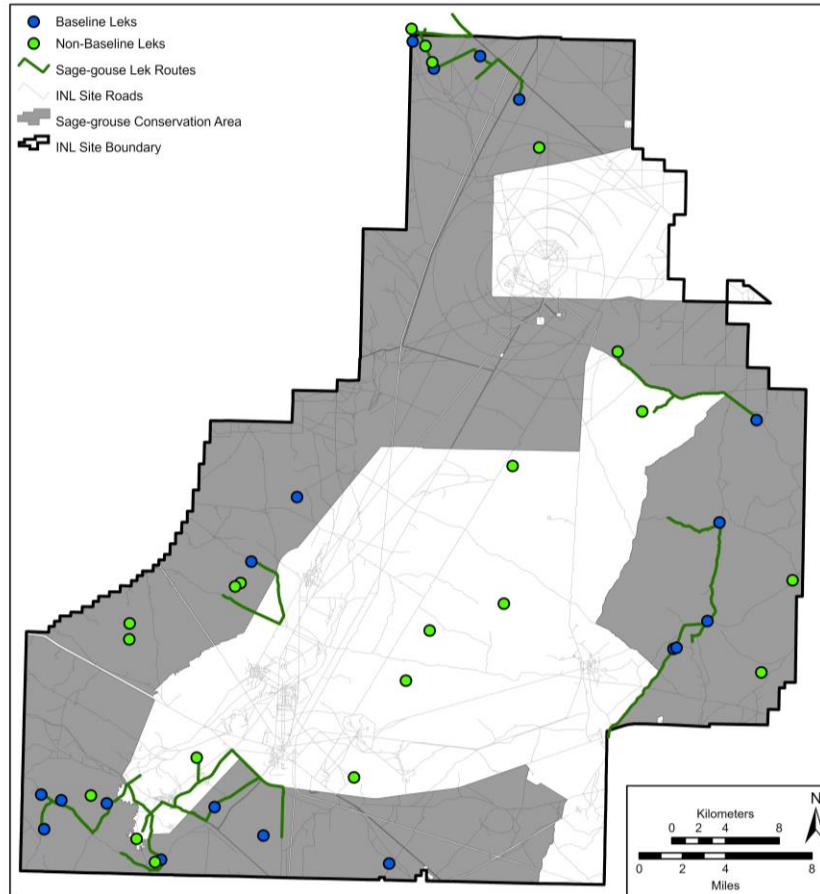 Baseline Leks
Non-Baseline Leks
Sage-gouse Lek Routes
INL Site Roads
Sage-grouse Conservation Area
INL Site Boundary
N
Kilometers
0 2 4 8
0 2 4 8
Miles